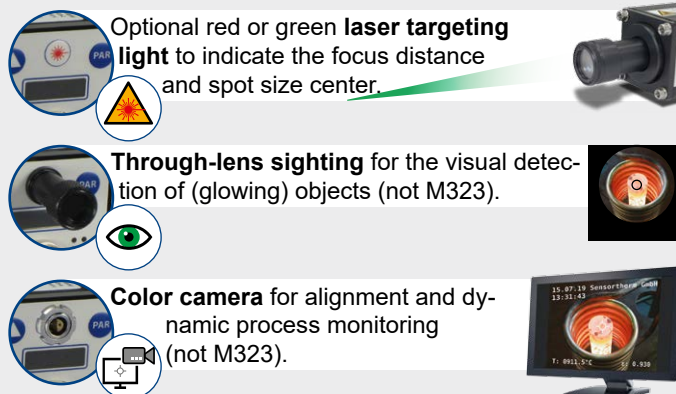 Optional red or green laser targeting
light to indicate the focus distance
and spot size center.
PAR
Through-lens sighting for the visual detec-
tion of (glowing) objects (not M323).
PAR
Color camera for alignment and dy-
namic process monitoring
(not M323).
PAR
15.07.19 Sensortherm GmbH
13:31:43
T: 0911.5°C ε: 0.930